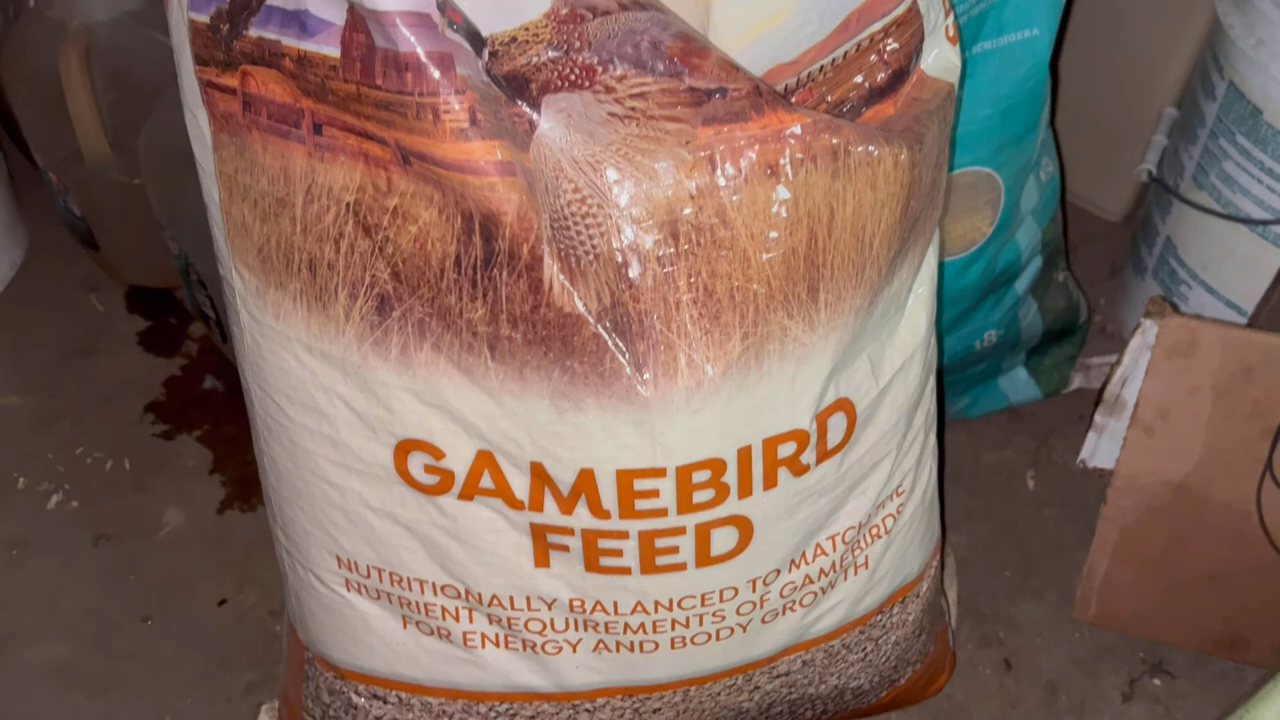 GAMEBIRD
FEED
NUTRITIONALLY BALANCED TO MATCH THE
NUTRIENT REQUIREMENTS OF GAMEBIRDS
FOR ENERGY AND BODY GROWTH